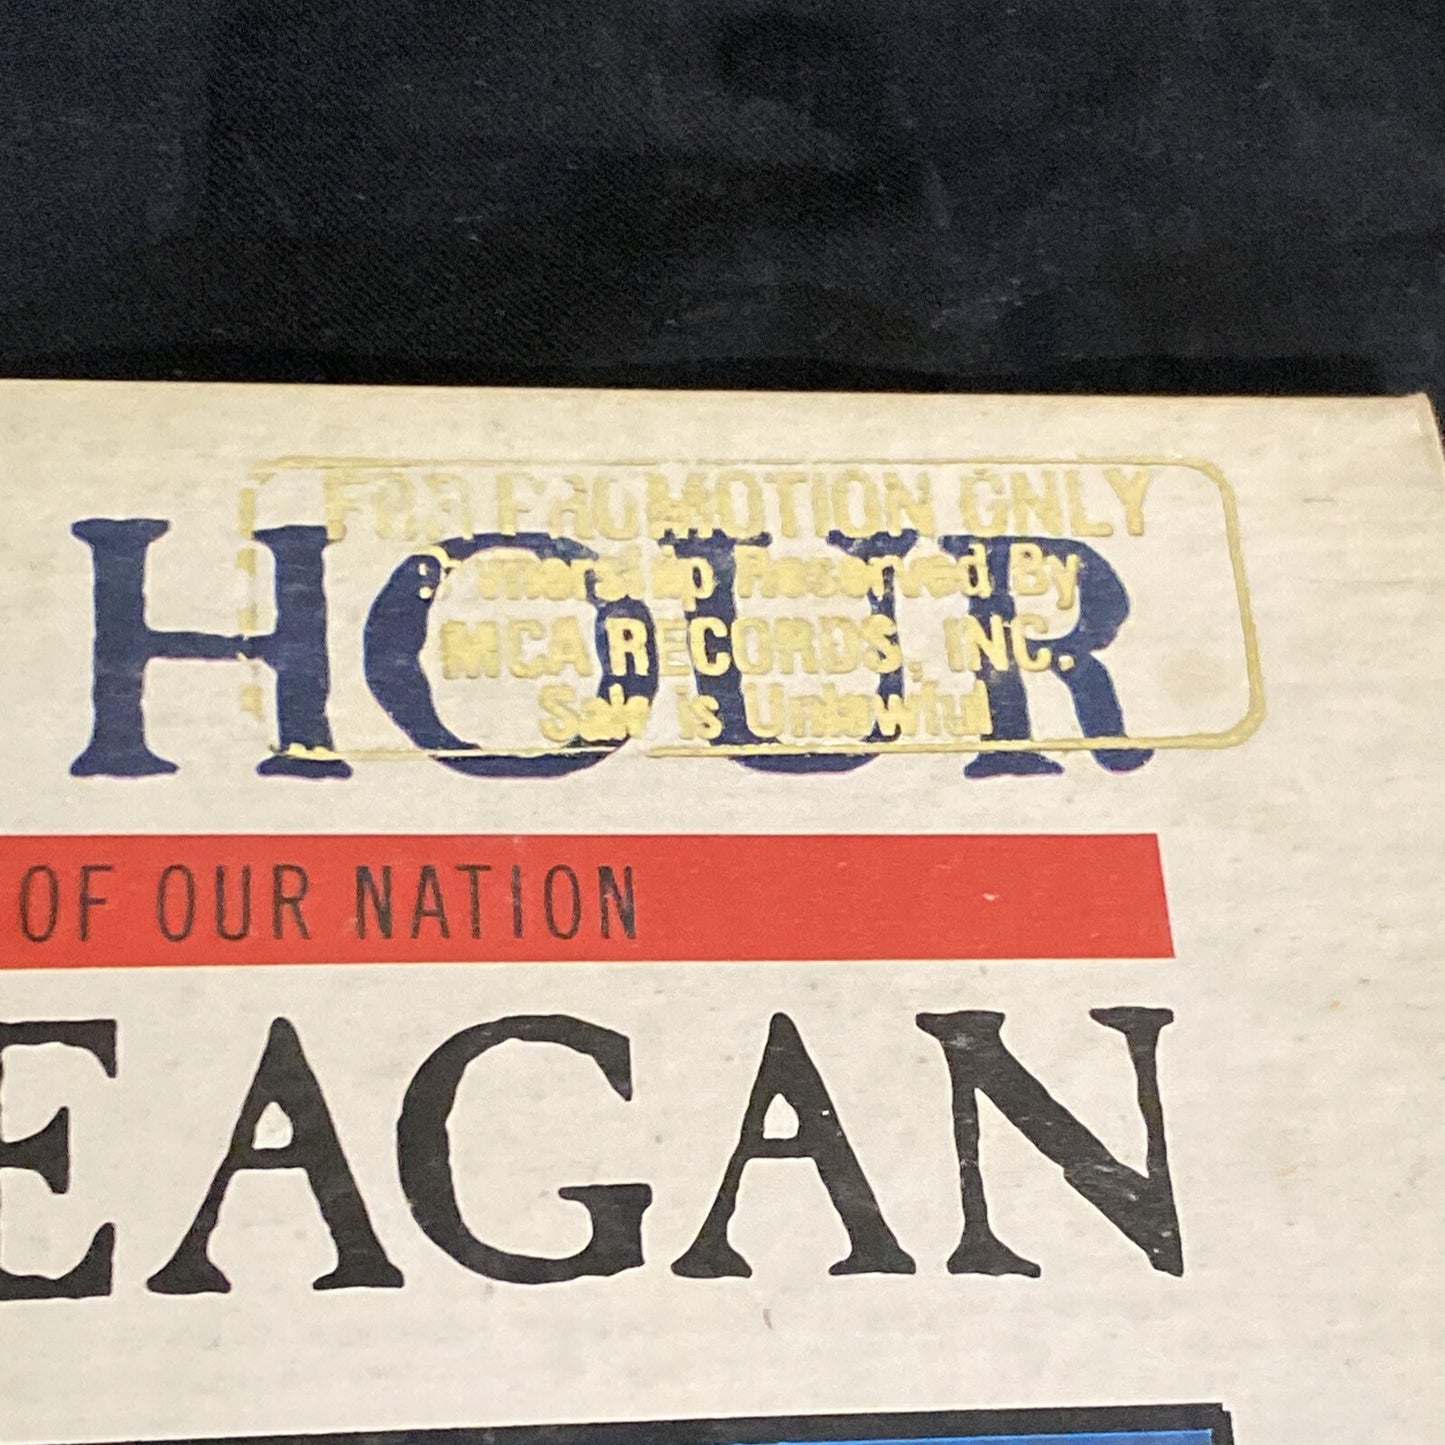 FOR PROMOTION ONLY
Ownership Reserved By
MCA RECORDS, INC.
Sale is Unlawful
HOUR
OF OUR NATION
EAGAN